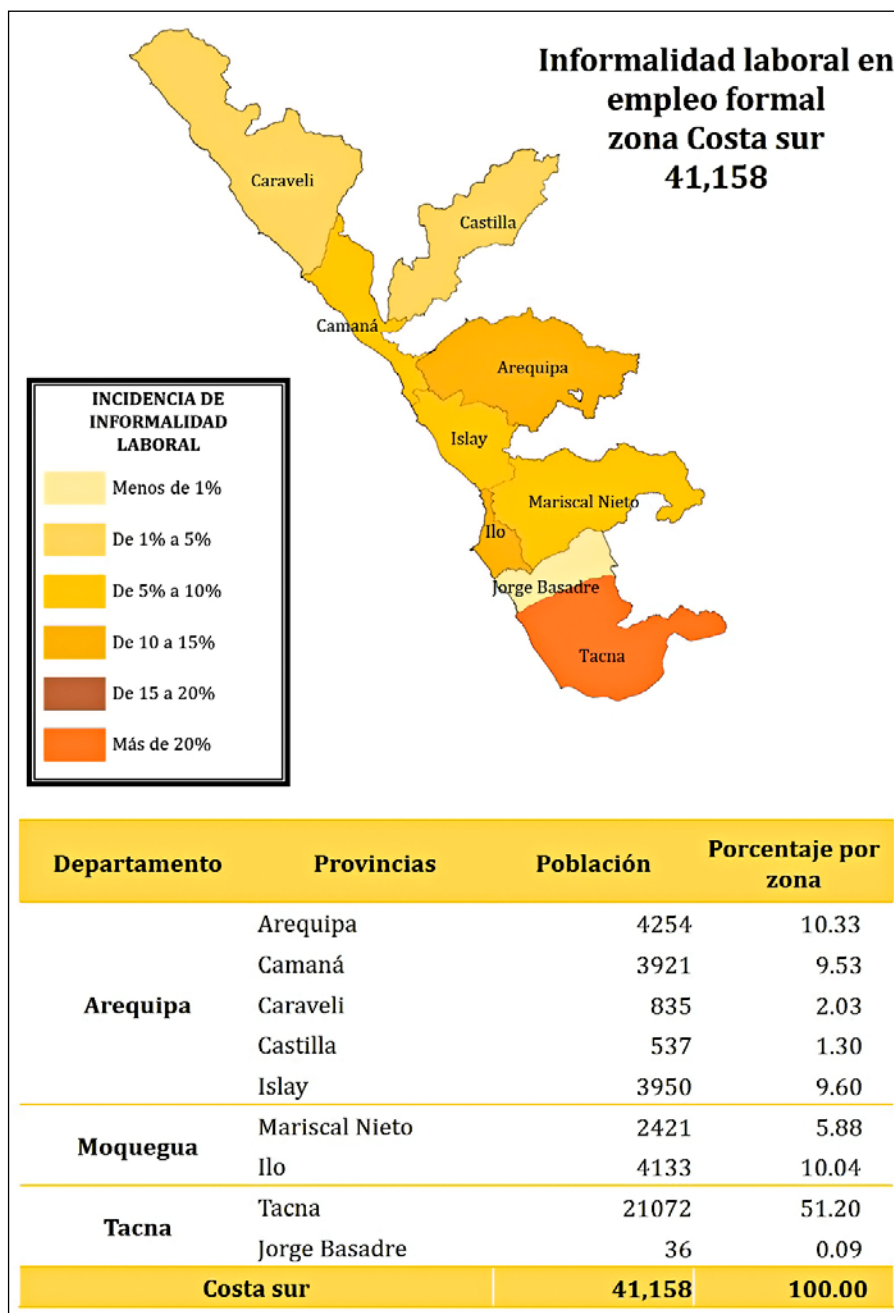 Informalidad laboral en
empleo formal
zona Costa sur
41,158
Caraveli
Castilla
Camaná
Arequipa
Islay
Mariscal Nieto
Ilo
Jorge Basadre
Tacna
INCIDENCIA DE
INFORMALIDAD
LABORAL
Menos de 1%
De 1% a 5%
De 5% a 10%
De 10 a 15%
De 15 a 20%
Más de 20%
Departamento Provincias Población Porcentaje por zona
Arequipa
Arequipa 4254 10.33
Camaná 3921 9.53
Caraveli 835 2.03
Castilla 537 1.30
Islay 3950 9.60
Moquegua
Mariscal Nieto 2421 5.88
Ilo 4133 10.04
Tacna
Tacna 21072 51.20
Jorge Basadre 36 0.09
Costa sur 41,158 100.00